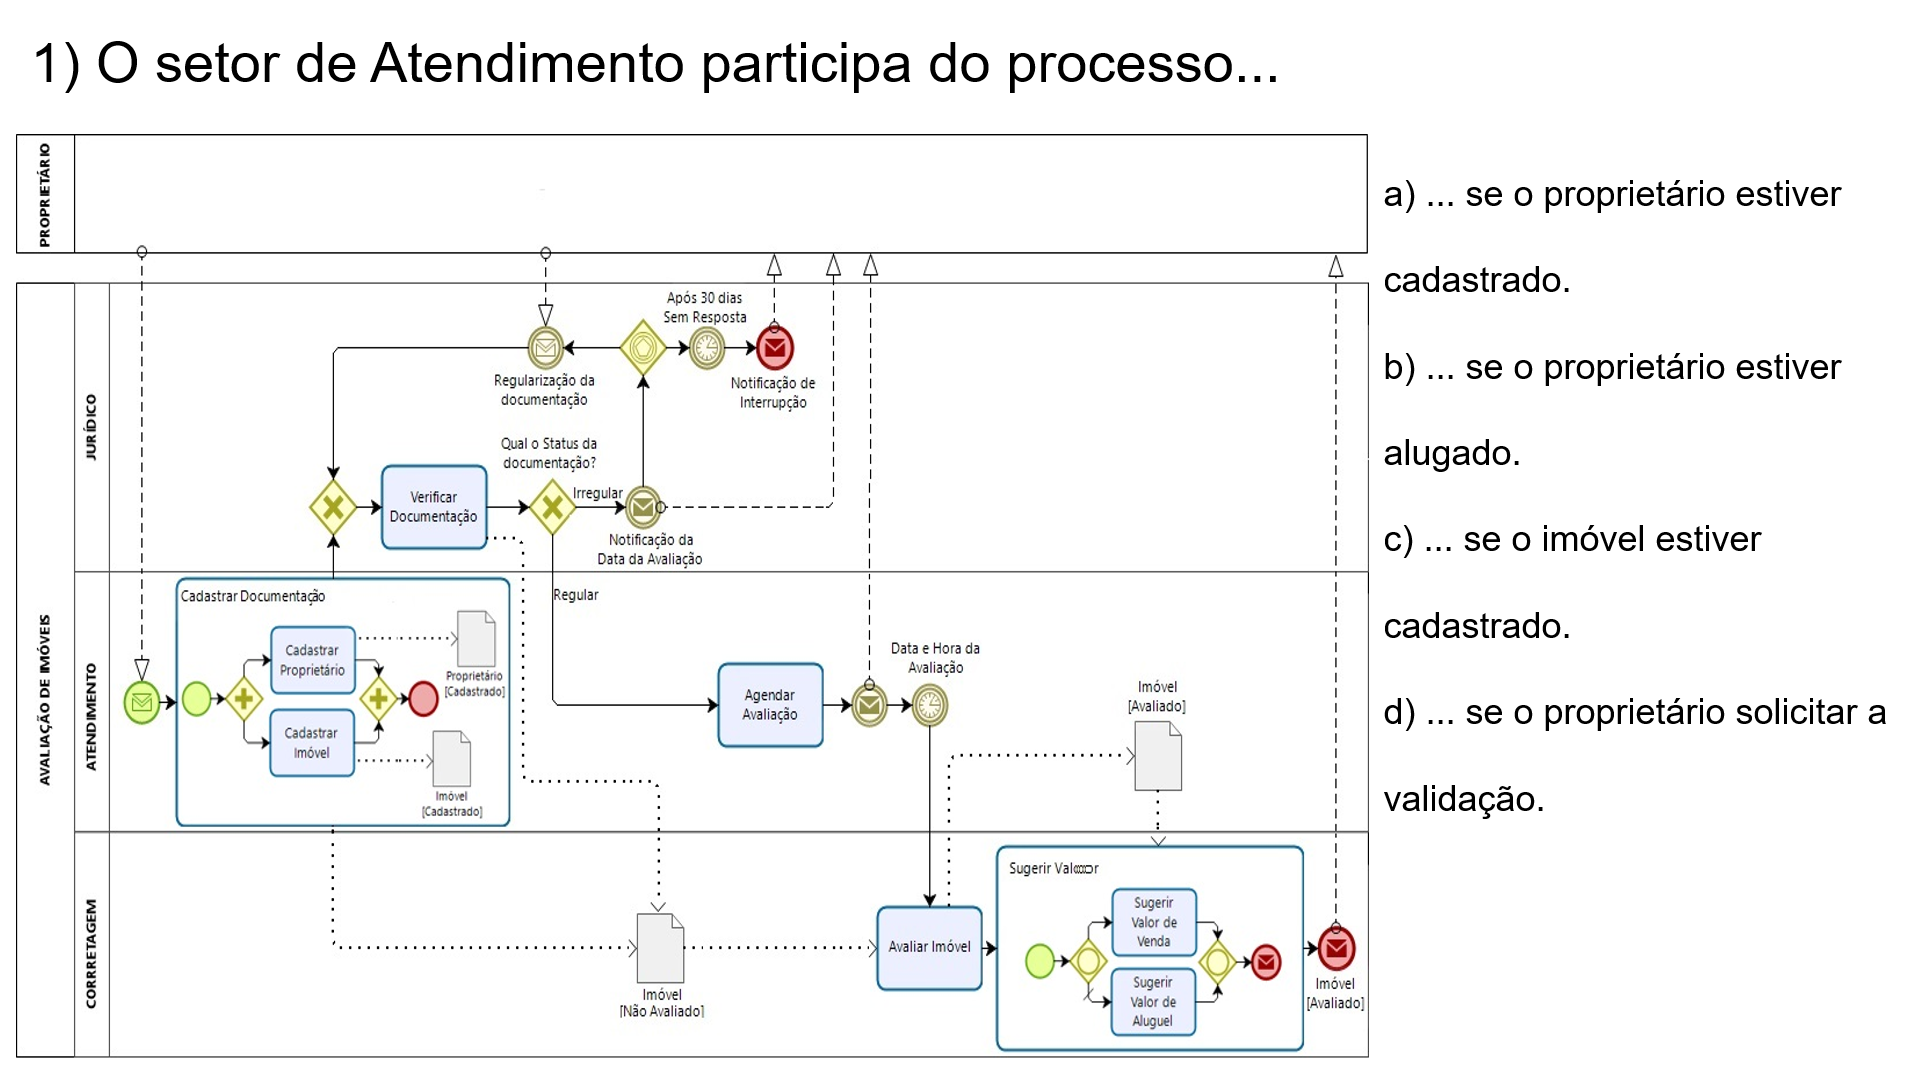 1) O setor de Atendimento participa do processo...
PROPRIETÁRIO
a) ... se o proprietário estiver
cadastrado.
b) ... se o proprietário estiver
alugado.
c) ... se o imóvel estiver
cadastrado.
d) ... se o proprietário solicitar a
validação.
AVALIAÇÃO DE IMÓVEIS
JURÍDICO
Após 30 dias
Sem Resposta
Regularização da
documentação
Notificação de
Interrupção
Qual o Status da
documentação?
Verificar
Documentação
Irregular
Notificação da
Data da Avaliação
ATENDIMENTO
Cadastrar Documentação
Regular
Cadastrar
Proprietário
Proprietário
[Cadastrado]
Cadastrar
Imóvel
Imóvel
[Cadastrado]
Agendar
Avaliação
Data e Hora da
Avaliação
Imóvel
[Avaliado]
CORRETAGEM
Imóvel
[Não Avaliado]
Avaliar Imóvel
Sugerir
Sugerir
Valor de
Venda
Sugerir
Valor de
Aluguel
Imóvel
[Avaliado]